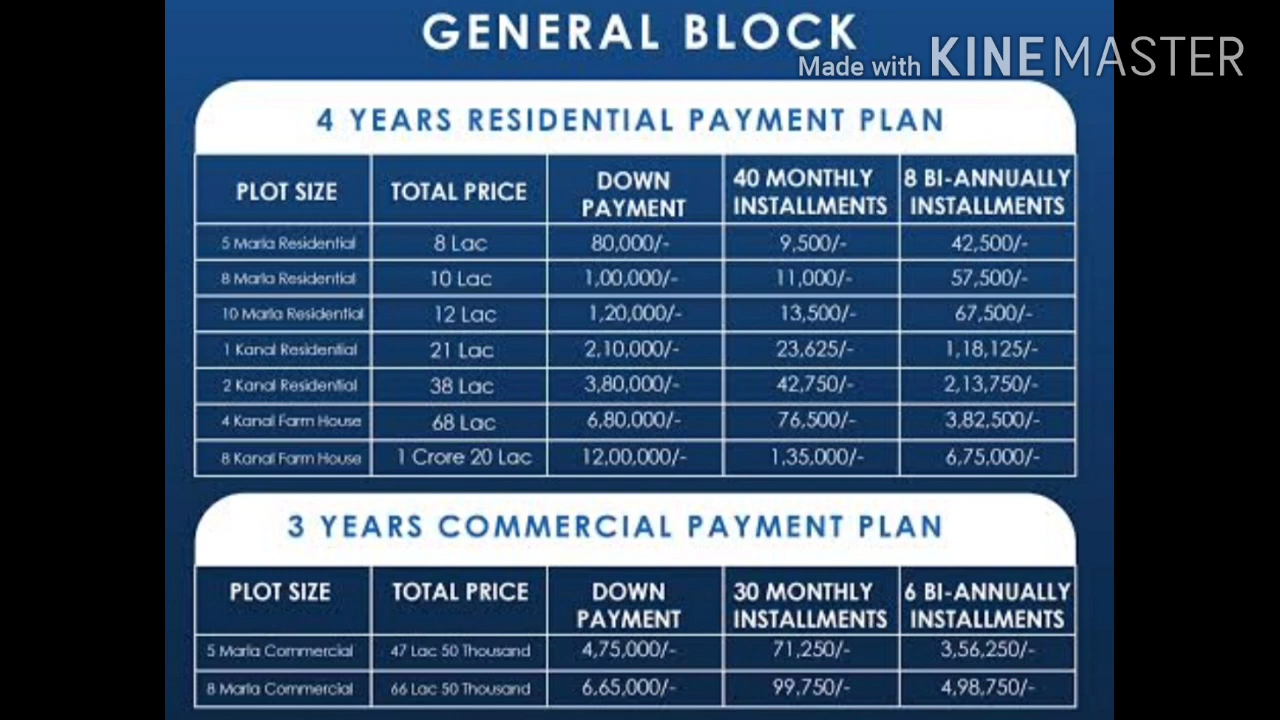 GENERAL BLOCK
Made with KINEMASTER
4 YEARS RESIDENTIAL PAYMENT PLAN
PLOT SIZE TOTAL PRICE DOWN PAYMENT 40 MONTHLY INSTALLMENTS 8 BI-ANNUALLY INSTALLMENTS
5 Marla Residential 8 Lac 80,000/- 9,500/- 42,500/-
8 Marla Residential 10 Lac 1,00,000/- 11,000/- 57,500/-
10 Marla Residential 12 Lac 1,20,000/- 13,500/- 67,500/-
1 Kanal Residential 21 Lac 2,10,000/- 23,625/- 1,18,125/-
2 Kanal Residential 38 Lac 3,80,000/- 42,750/- 2,13,750/-
4 Kanal Farm House 68 Lac 6,80,000/- 76,500/- 3,82,500/-
8 Kanal Farm House 1 Crore 20 Lac 12,00,000/- 1,35,000/- 6,75,000/-
3 YEARS COMMERCIAL PAYMENT PLAN
PLOT SIZE TOTAL PRICE DOWN PAYMENT 30 MONTHLY INSTALLMENTS 6 BI-ANNUALLY INSTALLMENTS
5 Marla Commercial 47 Lac 50 Thousand 4,75,000/- 71,250/- 3,56,250/-
8 Marla Commercial 66 Lac 50 Thousand 6,65,000/- 99,750/- 4,98,750/-